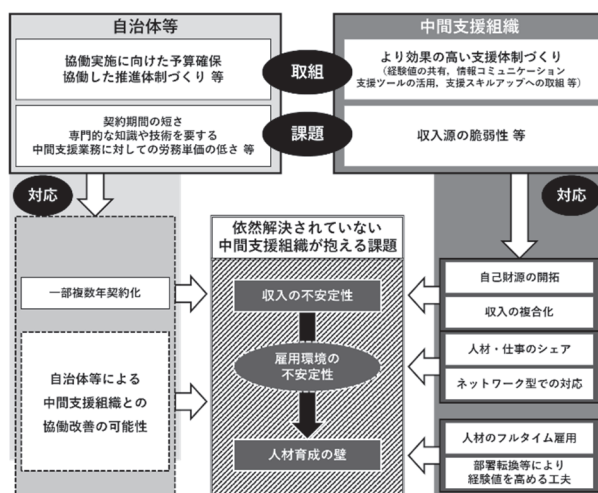 自治体等
協働実施に向けた予算確保
協働した推進体制づくり 等
契約期間の短さ
専門的な知識や技術を要する
中間支援業務に対しての労務単価の低さ 等
取組
課題
中間支援組織
より効果の高い支援体制づくり
（経験値の共有，情報コミュニケーション
支援ツールの活用，支援スキルアップへの取組 等）
収入源の脆弱性 等
対応
対応
一部複数年契約化
自治体等による
中間支援組織との
協働改善の可能性
依然解決されていない
中間支援組織が抱える課題
収入の不安定性
雇用環境の
不安定性
人材育成の壁
自己財源の開拓
収入の複合化
人材・仕事のシェア
ネットワーク型での対応
人材のフルタイム雇用
部署転換等により
経験値を高める工夫